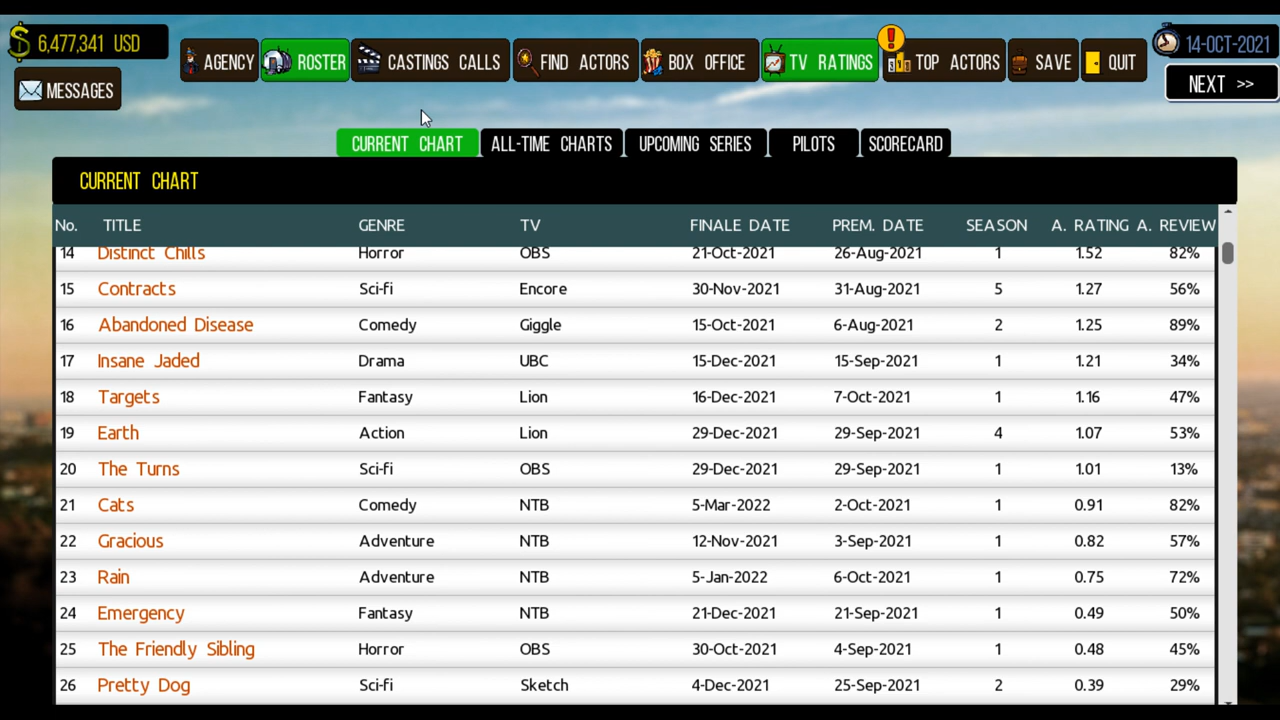 $ 6,477,341 USD
AGENCY ROSTER CASTINGS CALLS FIND ACTORS BOX OFFICE TV RATINGS ! TOP ACTORS SAVE QUIT
14-OCT-2021
MESSAGES
NEXT >>
CURRENT CHART ALL-TIME CHARTS UPCOMING SERIES PILOTS SCORECARD
CURRENT CHART
No. TITLE GENRE TV FINALE DATE PREM. DATE SEASON A. RATING A. REVIEW
14 Distinct Chills Horror OBS 21-Oct-2021 26-Aug-2021 1 1.52 82%
15 Contracts Sci-fi Encore 30-Nov-2021 31-Aug-2021 5 1.27 56%
16 Abandoned Disease Comedy Giggle 15-Oct-2021 6-Aug-2021 2 1.25 89%
17 Insane Jaded Drama UBC 15-Dec-2021 15-Sep-2021 1 1.21 34%
18 Targets Fantasy Lion 16-Dec-2021 7-Oct-2021 1 1.16 47%
19 Earth Action Lion 29-Dec-2021 29-Sep-2021 4 1.07 53%
20 The Turns Sci-fi OBS 29-Dec-2021 29-Sep-2021 1 1.01 13%
21 Cats Comedy NTB 5-Mar-2022 2-Oct-2021 1 0.91 82%
22 Gracious Adventure NTB 12-Nov-2021 3-Sep-2021 1 0.82 57%
23 Rain Adventure NTB 5-Jan-2022 6-Oct-2021 1 0.75 72%
24 Emergency Fantasy NTB 21-Dec-2021 21-Sep-2021 1 0.49 50%
25 The Friendly Sibling Horror OBS 30-Oct-2021 4-Sep-2021 1 0.48 45%
26 Pretty Dog Sci-fi Sketch 4-Dec-2021 25-Sep-2021 2 0.39 29%